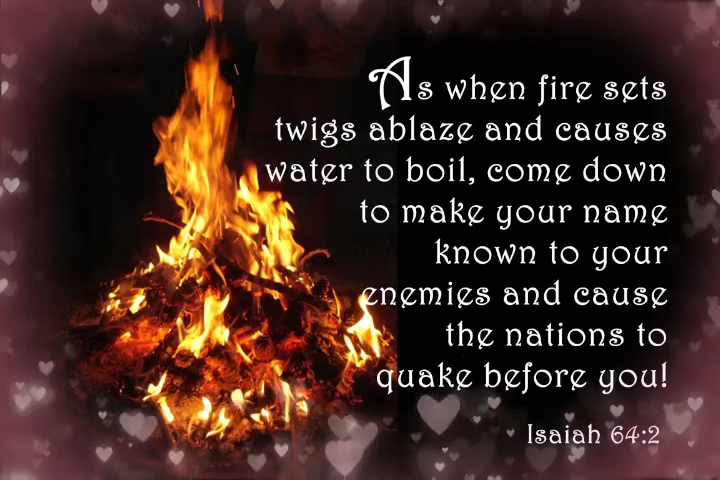 As when fire sets
twigs ablaze and causes
water to boil, come down
to make your name
known to your
enemies and cause
the nations to
quake before you!
Isaiah 64:2